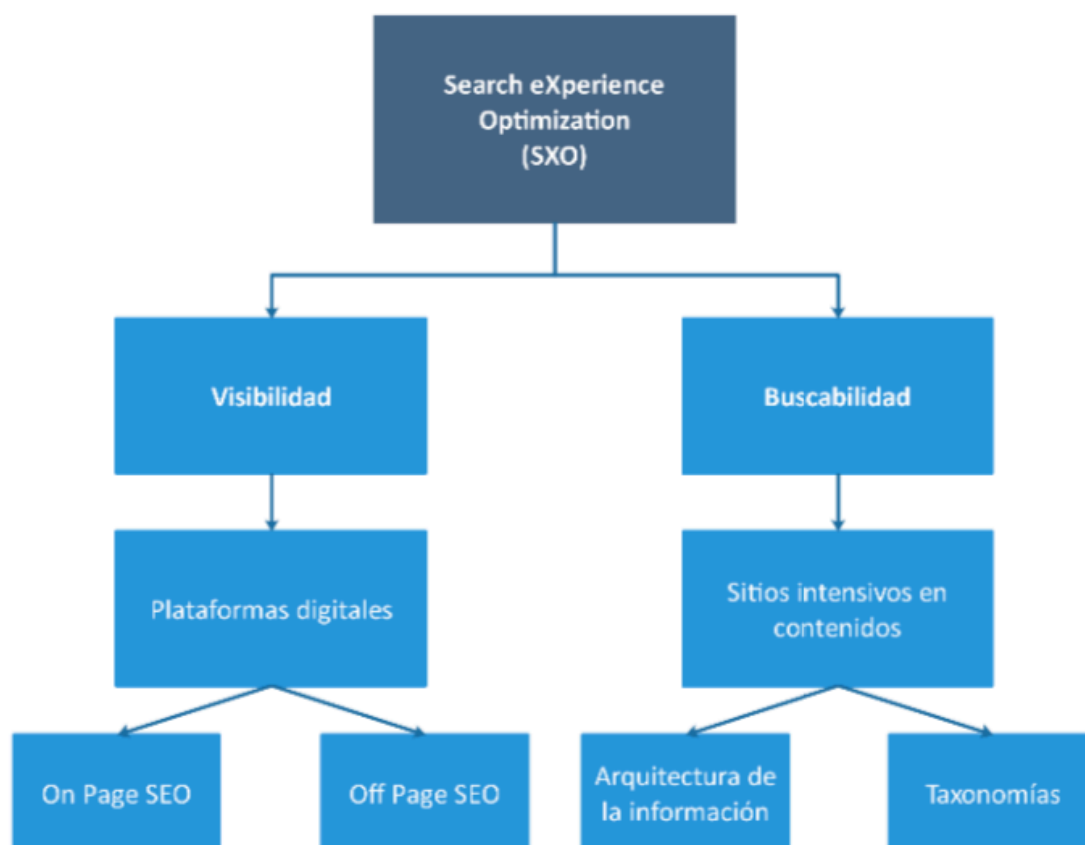 Search eXperience
Optimization
(SXO)
Visibilidad
Buscabilidad
Plataformas digitales
Sitios intensivos en
contenidos
On Page SEO
Off Page SEO
Arquitectura de
la información
Taxonomías